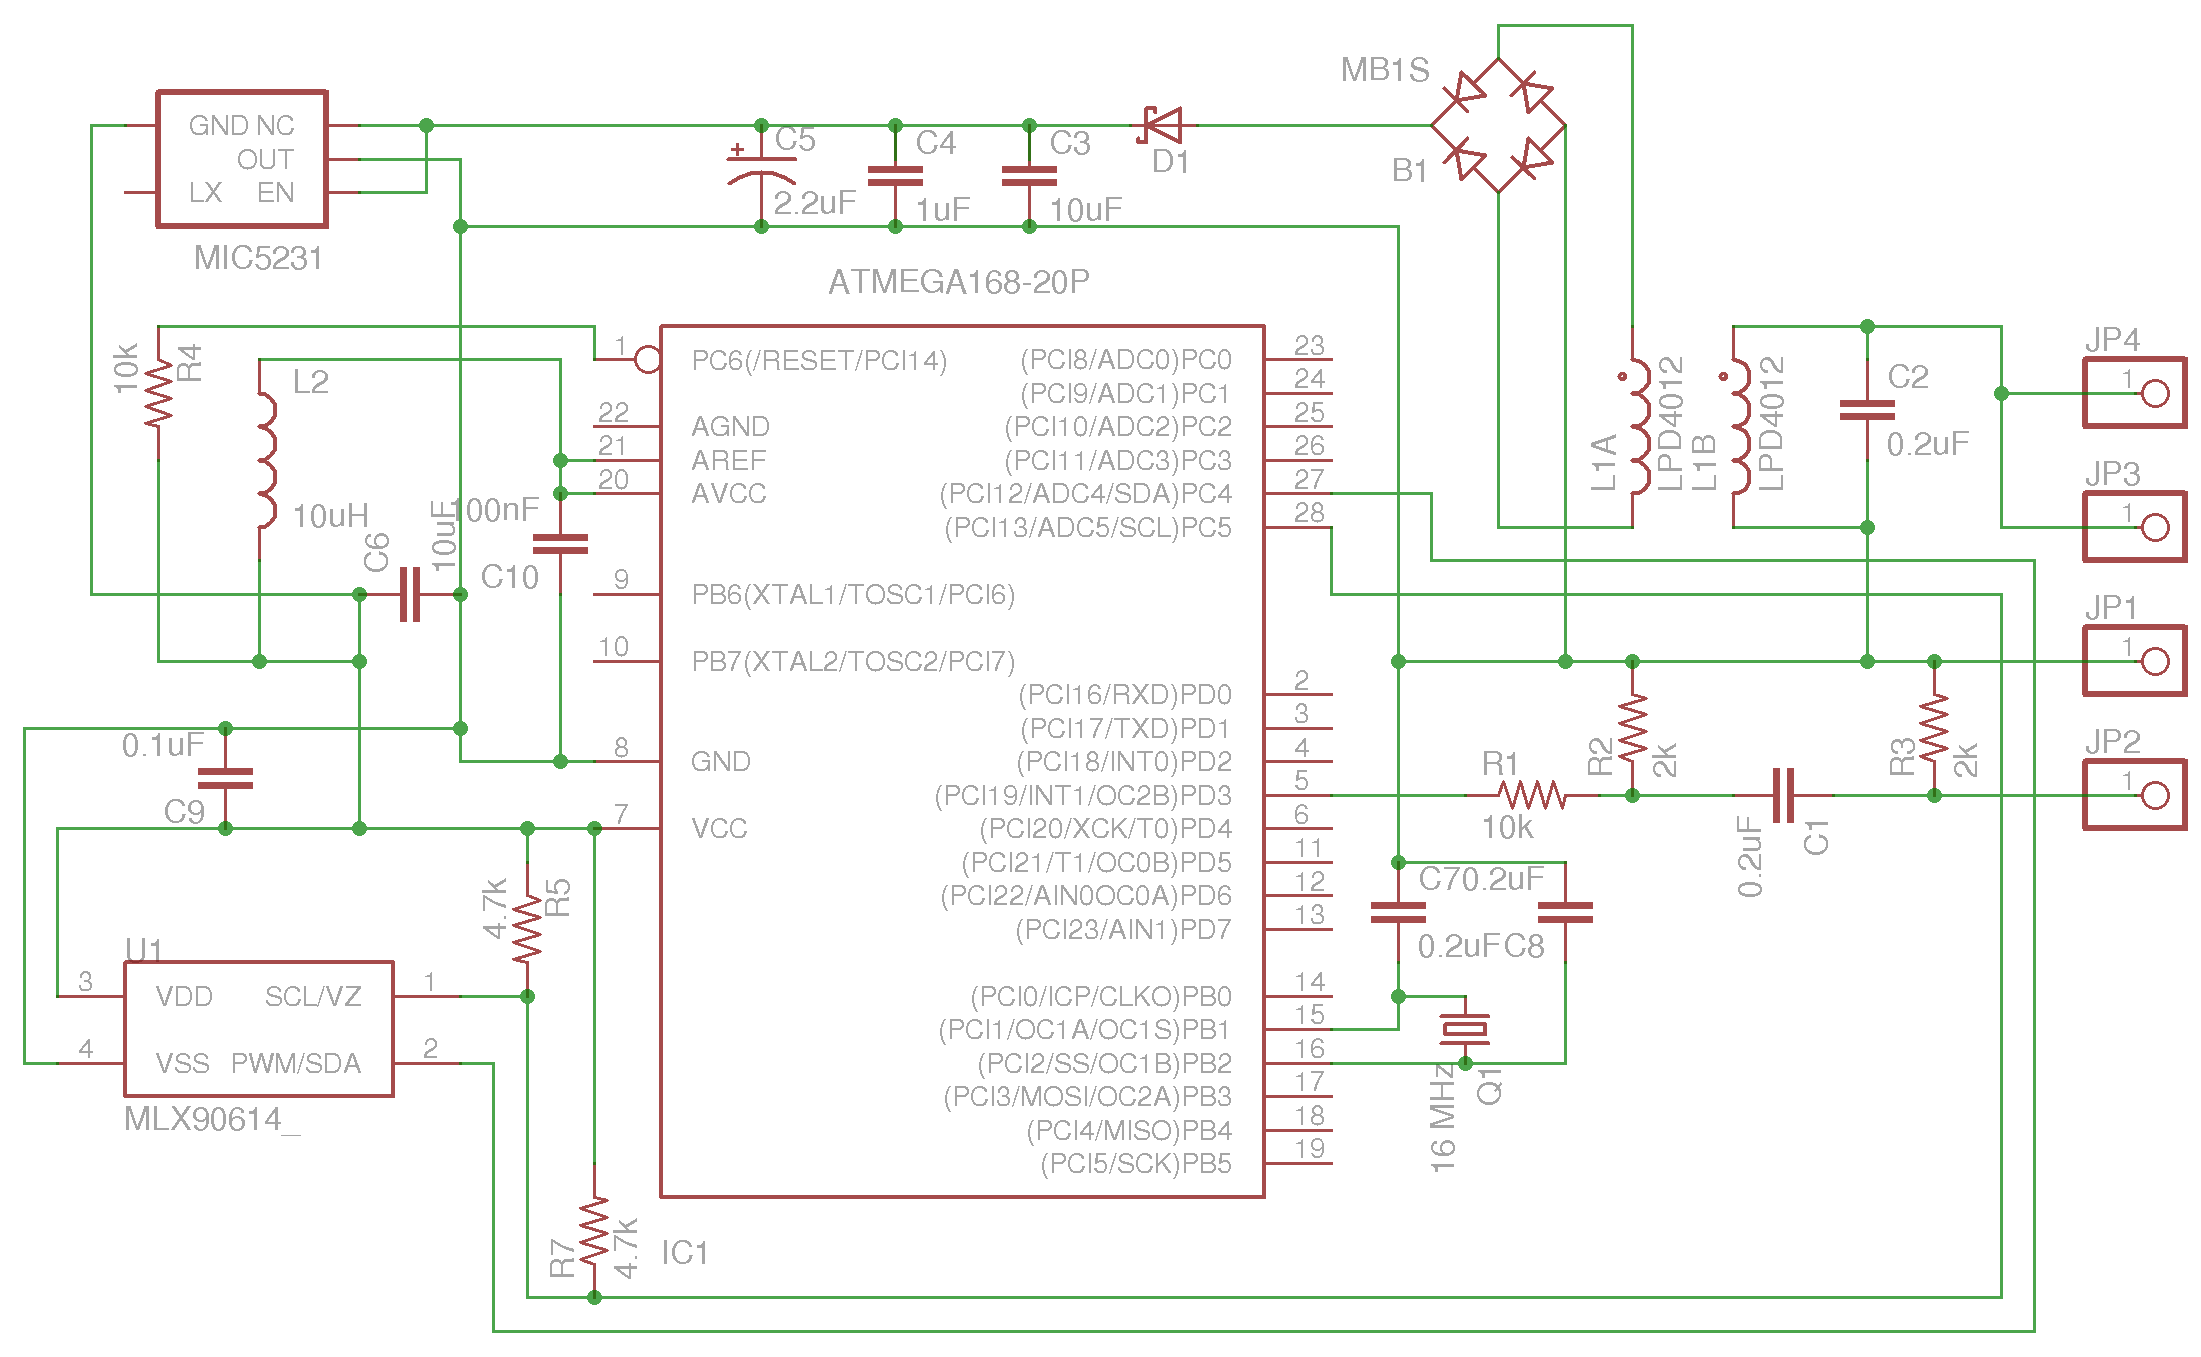 MB1S
B1
D1
GND NC
OUT
LX EN
MIC5231
C5
2.2uF
C4
1uF
C3
10uF
ATMEGA168-20P
10k
R4
L2
10uH
C6
10uF
100nF
C10
1 PC6(/RESET/PCI14)
22 AGND
21 AREF
20 AVCC
9 PB6(XTAL1/TOSC1/PCI6)
10 PB7(XTAL2/TOSC2/PCI7)
8 GND
7 VCC
(PCI8/ADC0)PC0 23
(PCI9/ADC1)PC1 24
(PCI10/ADC2)PC2 25
(PCI11/ADC3)PC3 26
(PCI12/ADC4/SDA)PC4 27
(PCI13/ADC5/SCL)PC5 28
(PCI16/RXD)PD0 2
(PCI17/TXD)PD1 3
(PCI18/INT0)PD2 4
(PCI19/INT1/OC2B)PD3 5
(PCI20/XCK/T0)PD4 6
(PCI21/T1/OC0B)PD5 11
(PCI22/AIN0OC0A)PD6 12
(PCI23/AIN1)PD7 13
(PCI0/ICP/CLKO)PB0 14
(PCI1/OC1A/OC1S)PB1 15
(PCI2/SS/OC1B)PB2 16
(PCI3/MOSI/OC2A)PB3 17
(PCI4/MISO)PB4 18
(PCI5/SCK)PB5 19
IC1
L1A
LPD4012
L1B
LPD4012
C2
0.2uF
JP4
1
JP3
1
JP1
1
JP2
1
R1
10k
R2
2k
R3
2k
0.2uF
C1
C7 0.2uF
0.2uF C8
16 MHz
Q1
0.1uF
C9
4.7k
R5
R7
4.7k
U1
3 VDD SCL/VZ 1
4 VSS PWM/SDA 2
MLX90614_